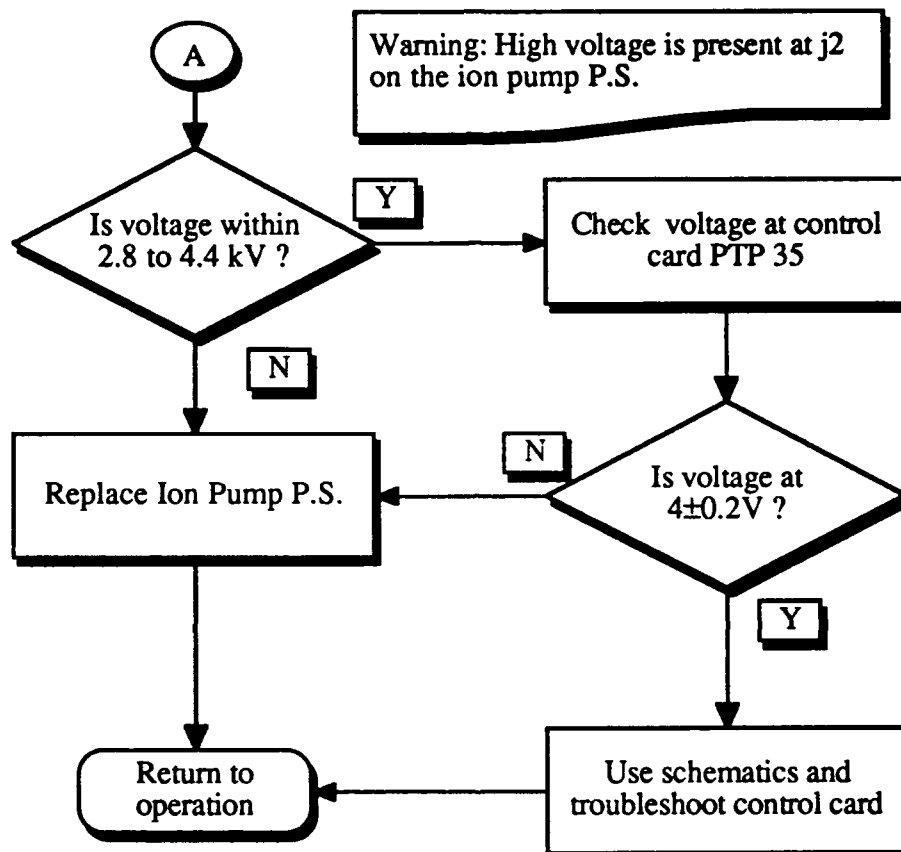 A
Warning: High voltage is present at j2
on the ion pump P.S.
Is voltage within
2.8 to 4.4 kV ?
Y
Check voltage at control
card PTP 35
N
Replace Ion Pump P.S.
N
Is voltage at
4±0.2V ?
Y
Return to
operation
Use schematics and
troubleshoot control card